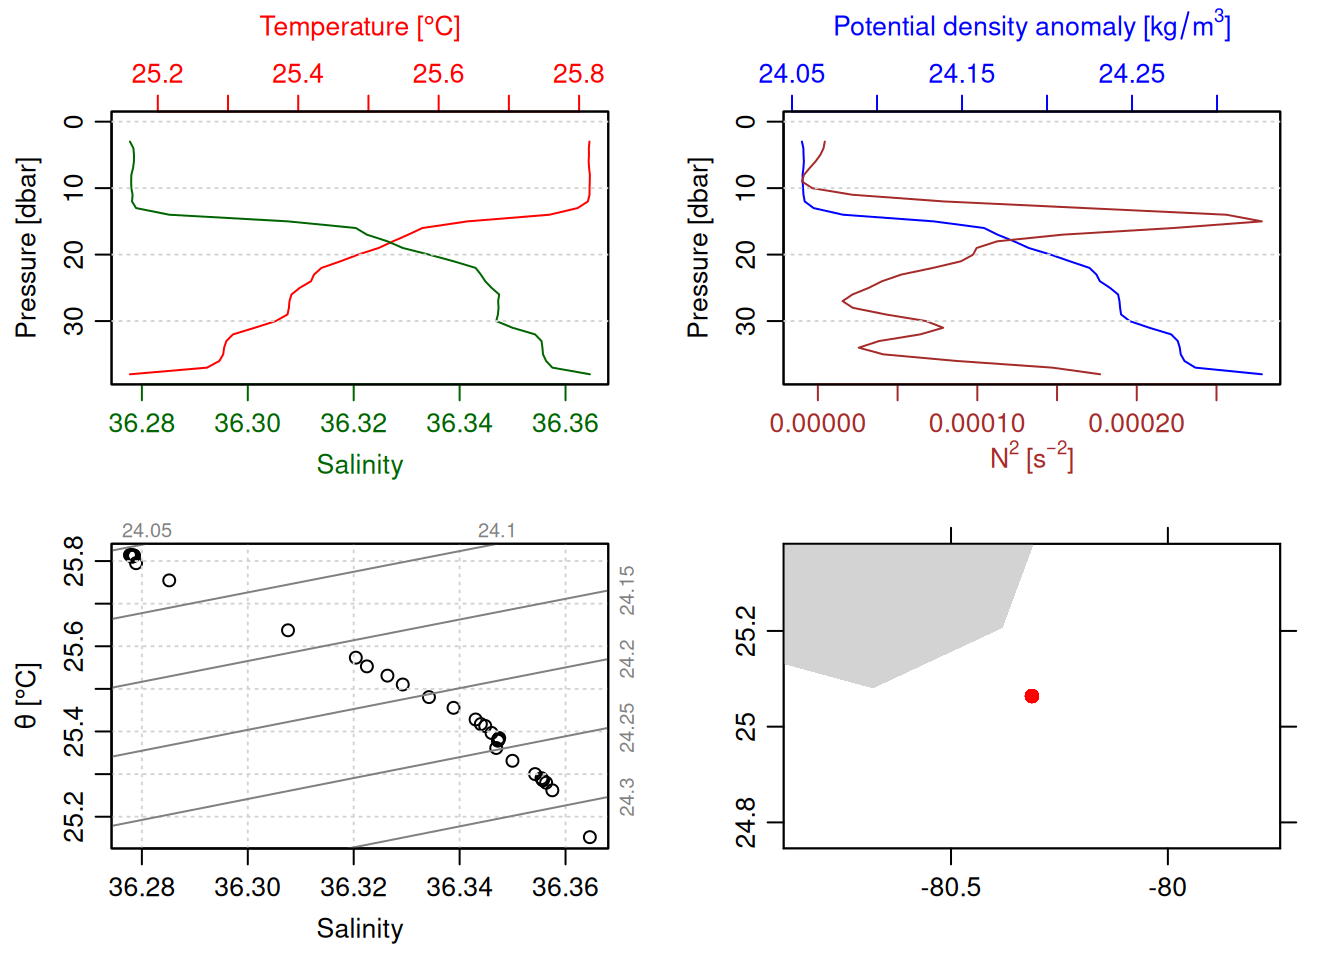 Temperature [°C]
25.2 25.4 25.6 25.8
Pressure [dbar]
0 10 20 30
36.28 36.30 36.32 36.34 36.36
Salinity
Potential density anomaly [kg/m³]
24.05 24.15 24.25
Pressure [dbar]
0 10 20 30
0.00000 0.00010 0.00020
N² [s⁻²]
24.05 24.1
24.15
24.2
24.25
24.3
θ [°C]
25.8
25.6
25.4
25.2
36.28 36.30 36.32 36.34 36.36
Salinity
25.2
25
24.8
-80.5 -80